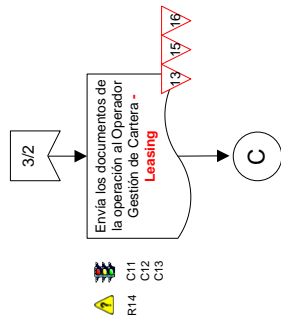 3/2
Envía los documentos de
la operación al Operador
Gestión de Cartera -
Leasing
13
15
16
C
R14
C11
C12
C13